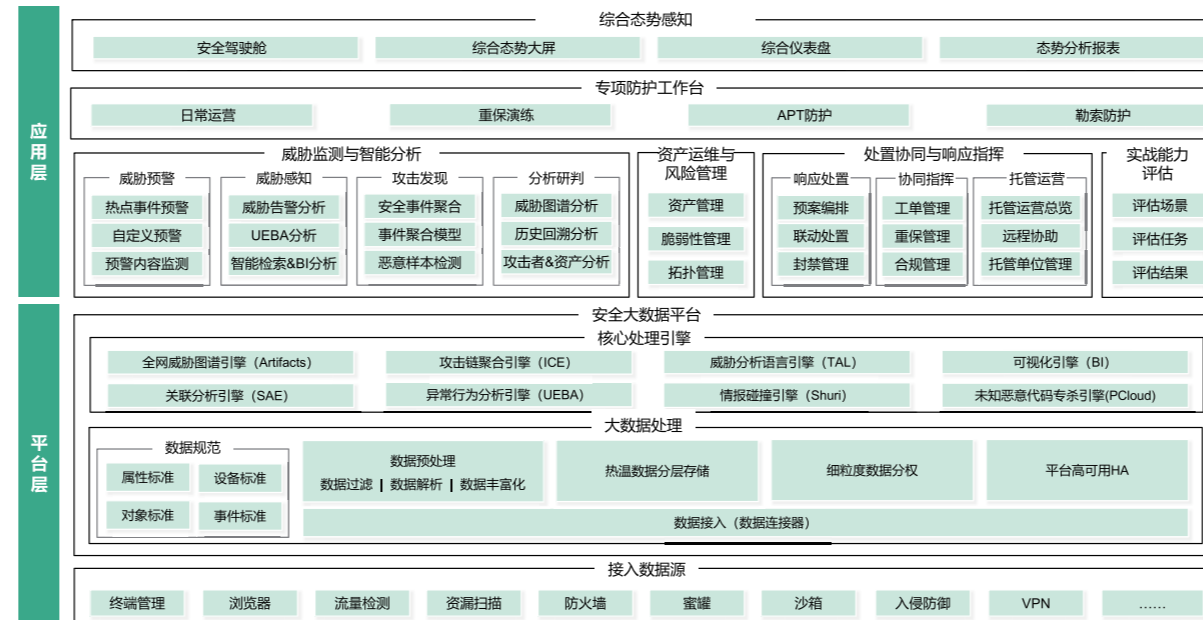 应用层
综合态势感知
安全驾驶舱
综合态势大屏
综合仪表盘
态势分析报表
专项防护工作台
日常运营
重保演练
APT防护
勒索防护
威胁监测与智能分析
威胁预警
热点事件预警
自定义预警
预警内容监测
威胁感知
威胁告警分析
UEBA分析
智能检索&BI分析
攻击发现
安全事件聚合
事件聚合模型
恶意样本检测
分析研判
威胁图谱分析
历史回溯分析
攻击者&资产分析
资产运维与
风险管理
资产管理
脆弱性管理
拓扑管理
处置协同与响应指挥
响应处置
预案编排
联动处置
封禁管理
协同指挥
工单管理
重保管理
合规管理
托管运营
托管运营总览
远程协助
托管单位管理
实战能力
评估
评估场景
评估任务
评估结果
平台层
安全大数据平台
核心处理引擎
全网威胁图谱引擎（Artifacts）
攻击链聚合引擎（ICE）
威胁分析语言引擎（TAL）
可视化引擎（BI）
关联分析引擎（SAE）
异常行为分析引擎（UEBA）
情报碰撞引擎（Shuri）
未知恶意代码专杀引擎(PCloud)
大数据处理
数据规范
属性标准
设备标准
对象标准
事件标准
数据预处理
数据过滤 | 数据解析 | 数据丰富化
热温数据分层存储
细粒度数据分权
平台高可用HA
数据接入（数据连接器）
接入数据源
终端管理
浏览器
流量检测
资漏扫描
防火墙
蜜罐
沙箱
入侵防御
VPN
……